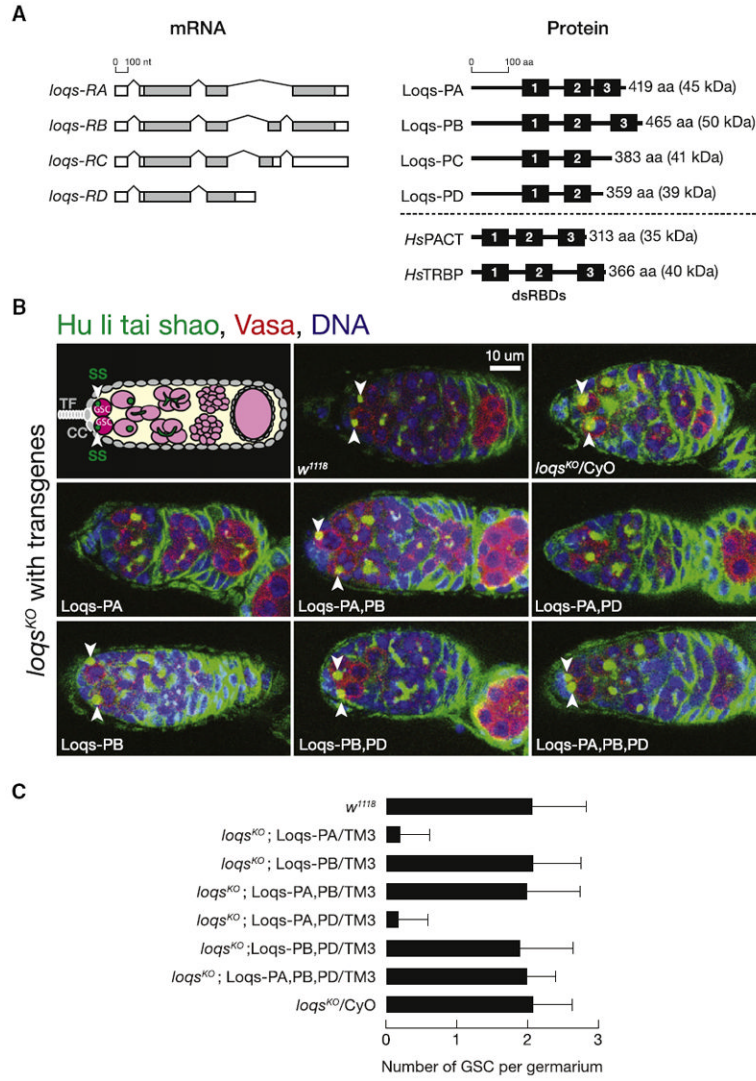 A
mRNA
Protein
0 100 nt
0 100 aa
loqs-RA
loqs-RB
loqs-RC
loqs-RD
Loqs-PA 1 2 3 419 aa (45 kDa)
Loqs-PB 1 2 3 465 aa (50 kDa)
Loqs-PC 1 2 383 aa (41 kDa)
Loqs-PD 1 2 359 aa (39 kDa)
HsPACT 1 2 3 313 aa (35 kDa)
HsTRBP 1 2 3 366 aa (40 kDa)
dsRBDs
B
Hu li tai shao, Vasa, DNA
SS
TF
GSC
GSC
CC
SS
10 um
w1118
loqsKO/CyO
loqsKO with transgenes
Loqs-PA
Loqs-PA,PB
Loqs-PA,PD
Loqs-PB
Loqs-PB,PD
Loqs-PA,PB,PD
C
w1118
loqsKO; Loqs-PA/TM3
loqsKO; Loqs-PB/TM3
loqsKO; Loqs-PA,PB/TM3
loqsKO; Loqs-PA,PD/TM3
loqsKO;Loqs-PB,PD/TM3
loqsKO; Loqs-PA,PB,PD/TM3
loqsKO/CyO
0 1 2 3
Number of GSC per germarium